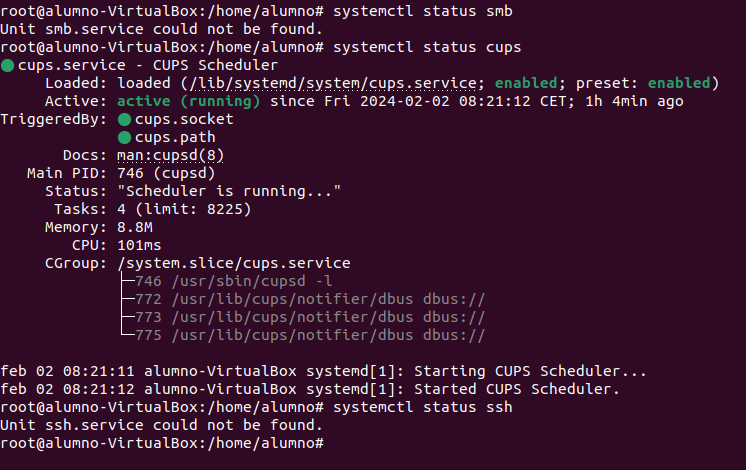 root@alumno-VirtualBox:/home/alumno# systemctl status smb
Unit smb.service could not be found.
root@alumno-VirtualBox:/home/alumno# systemctl status cups
● cups.service - CUPS Scheduler
     Loaded: loaded (/lib/systemd/system/cups.service; enabled; preset: enabled)
     Active: active (running) since Fri 2024-02-02 08:21:12 CET; 1h 4min ago
TriggeredBy: ● cups.socket
             ● cups.path
       Docs: man:cupsd(8)
   Main PID: 746 (cupsd)
     Status: "Scheduler is running..."
      Tasks: 4 (limit: 8225)
     Memory: 8.8M
        CPU: 101ms
     CGroup: /system.slice/cups.service
             ├─746 /usr/sbin/cupsd -l
             ├─772 /usr/lib/cups/notifier/dbus dbus://
             ├─773 /usr/lib/cups/notifier/dbus dbus://
             └─775 /usr/lib/cups/notifier/dbus dbus://
feb 02 08:21:11 alumno-VirtualBox systemd[1]: Starting CUPS Scheduler...
feb 02 08:21:12 alumno-VirtualBox systemd[1]: Started CUPS Scheduler.
root@alumno-VirtualBox:/home/alumno# systemctl status ssh
Unit ssh.service could not be found.
root@alumno-VirtualBox:/home/alumno#